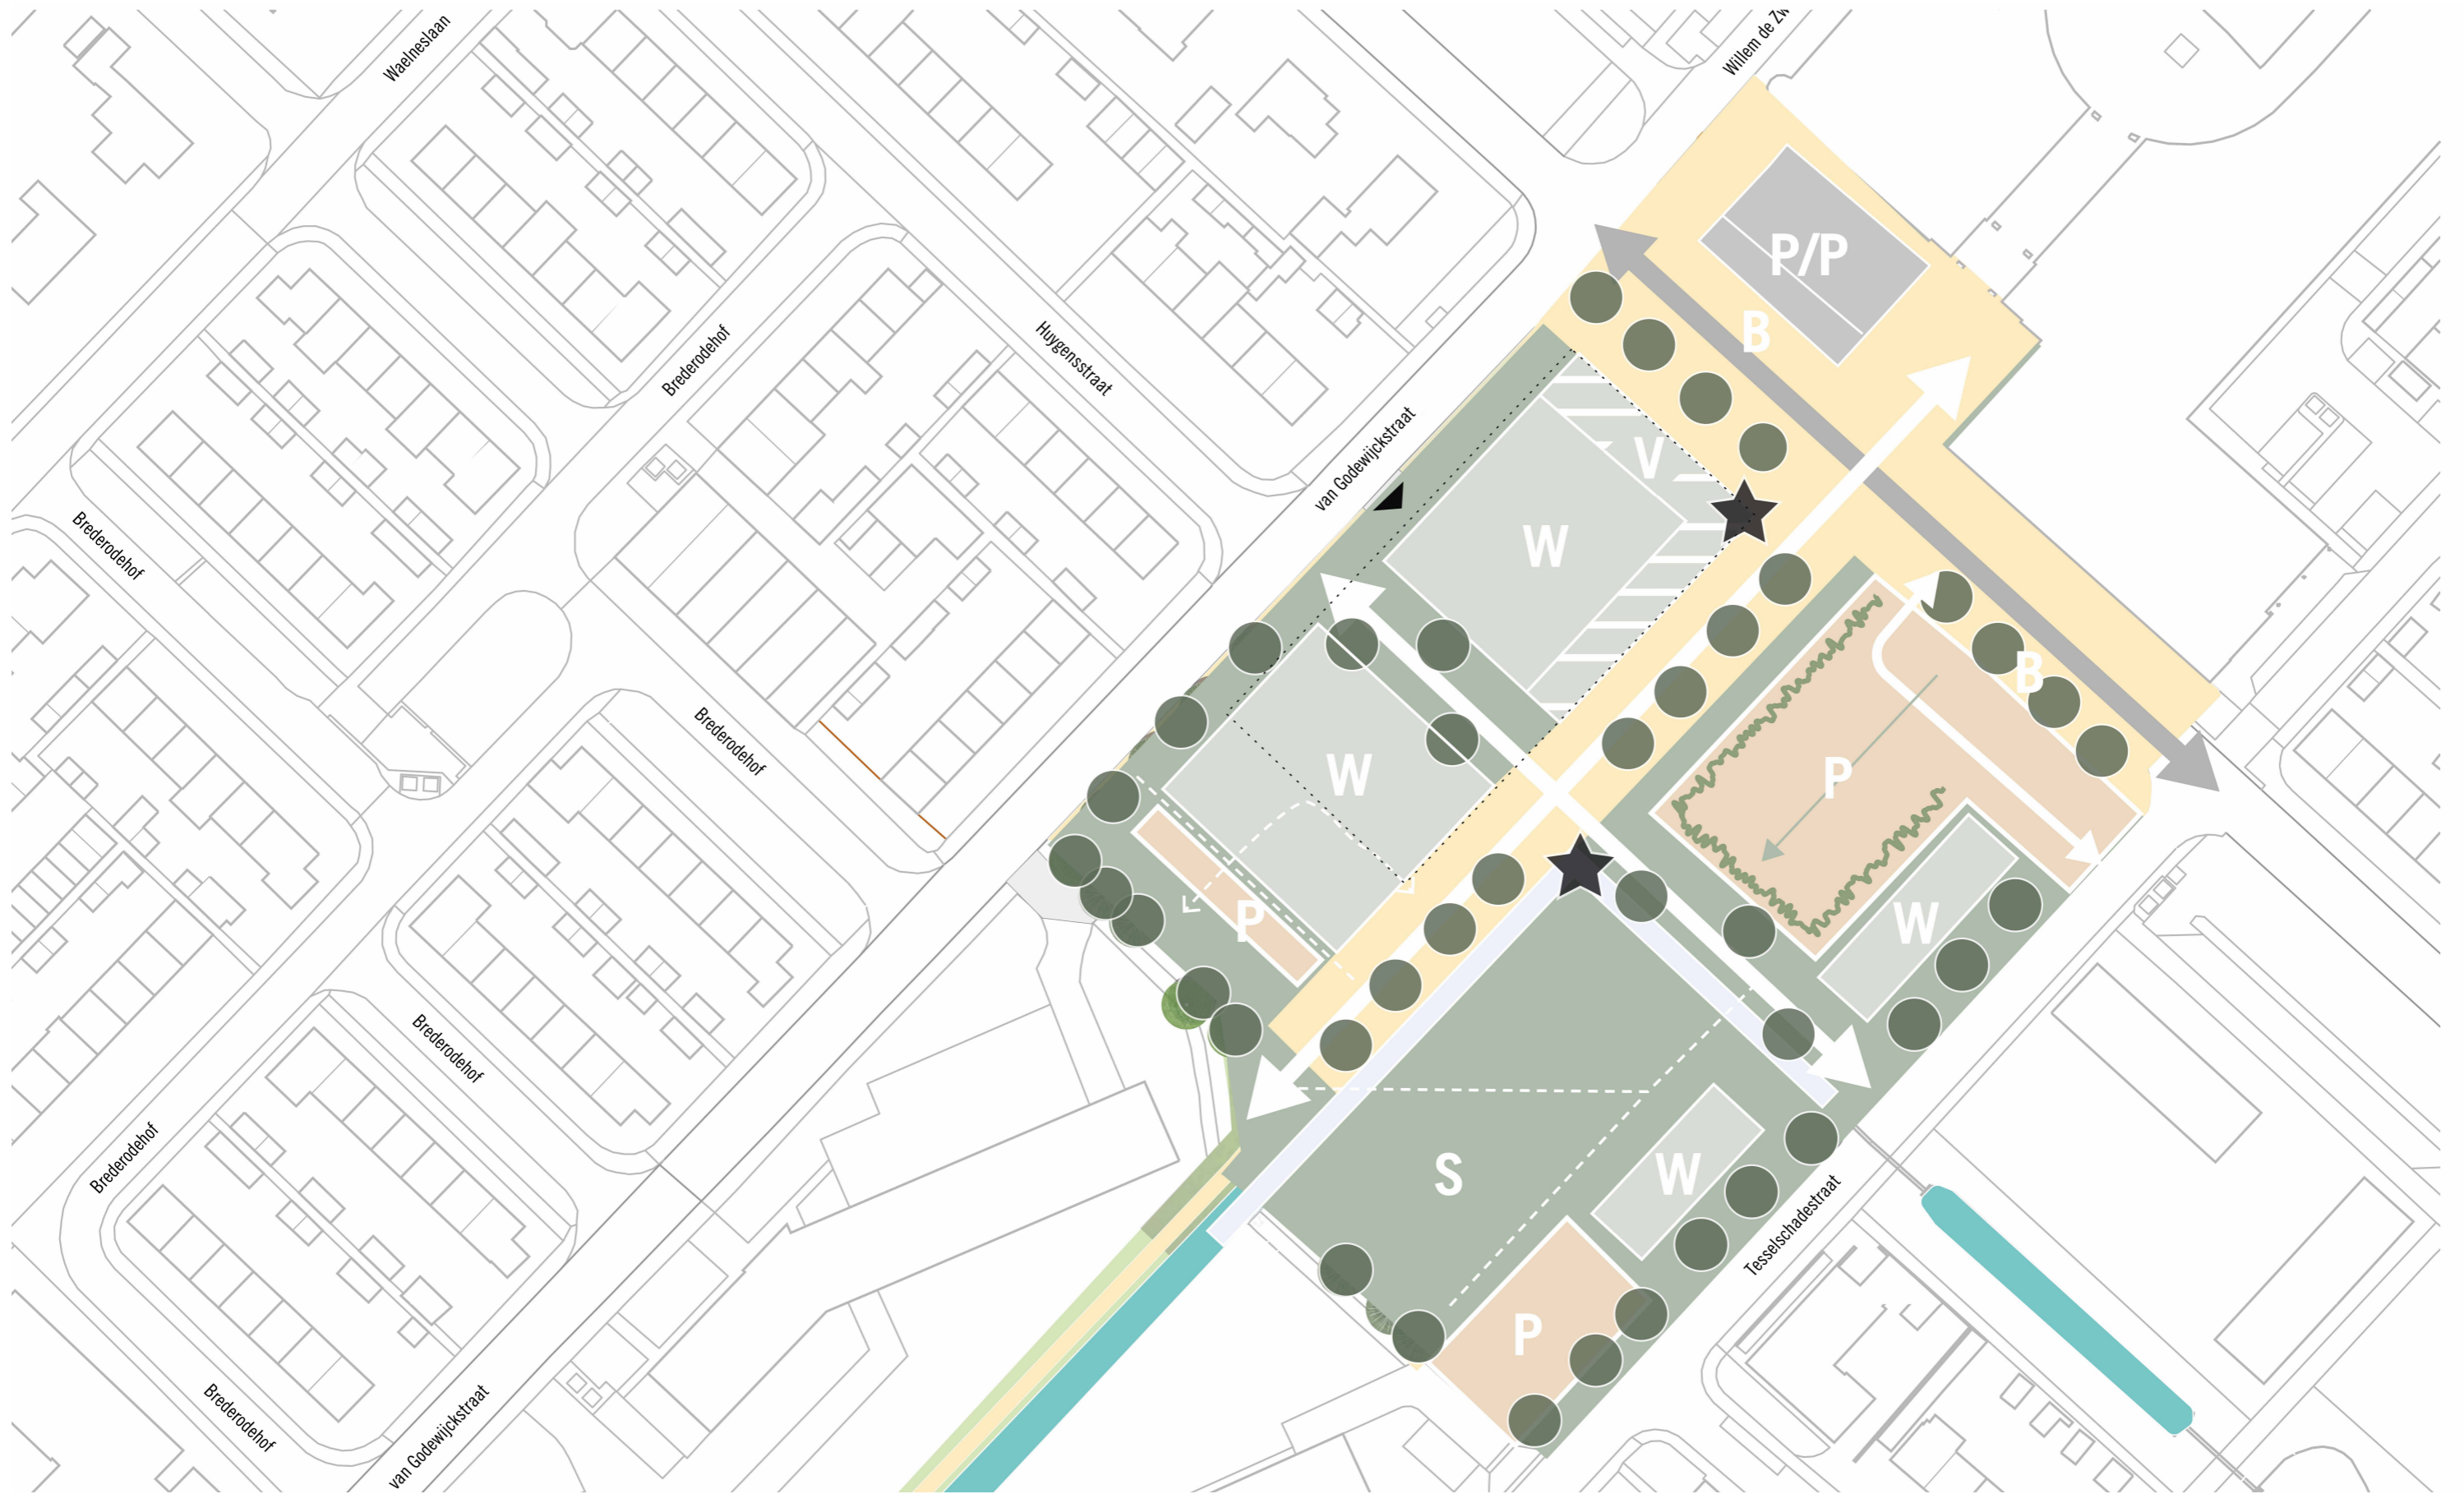 Waelneslaan
Willem de Zw
P/P
B
Brederodehof
Huygensstraat
van Godewijckstraat
V
W
Brederodehof
B
Brederodehof
W
P
P
W
Brederodehof
Brederodehof
S
W
Tesselschadestraat
P
Brederodehof
van Godewijckstraat